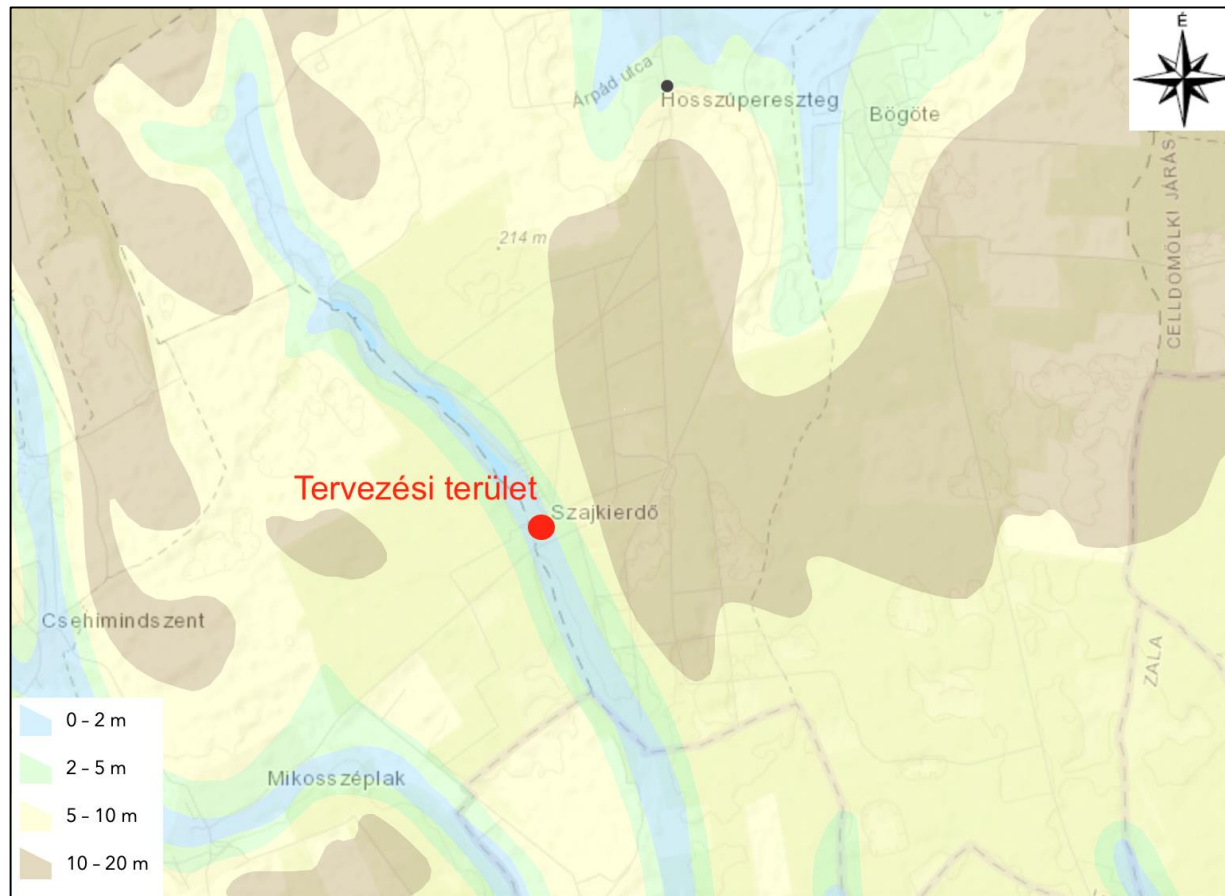 É
Árpád utca
Hosszúpereszteg
Bögöte
CELLDÖMÖLKI JÁRÁS
214 m
Tervezési terület
Szajkierdő
Csehimindszent
ZALA
Mikosszéplak
0 – 2 m
2 – 5 m
5 – 10 m
10 – 20 m